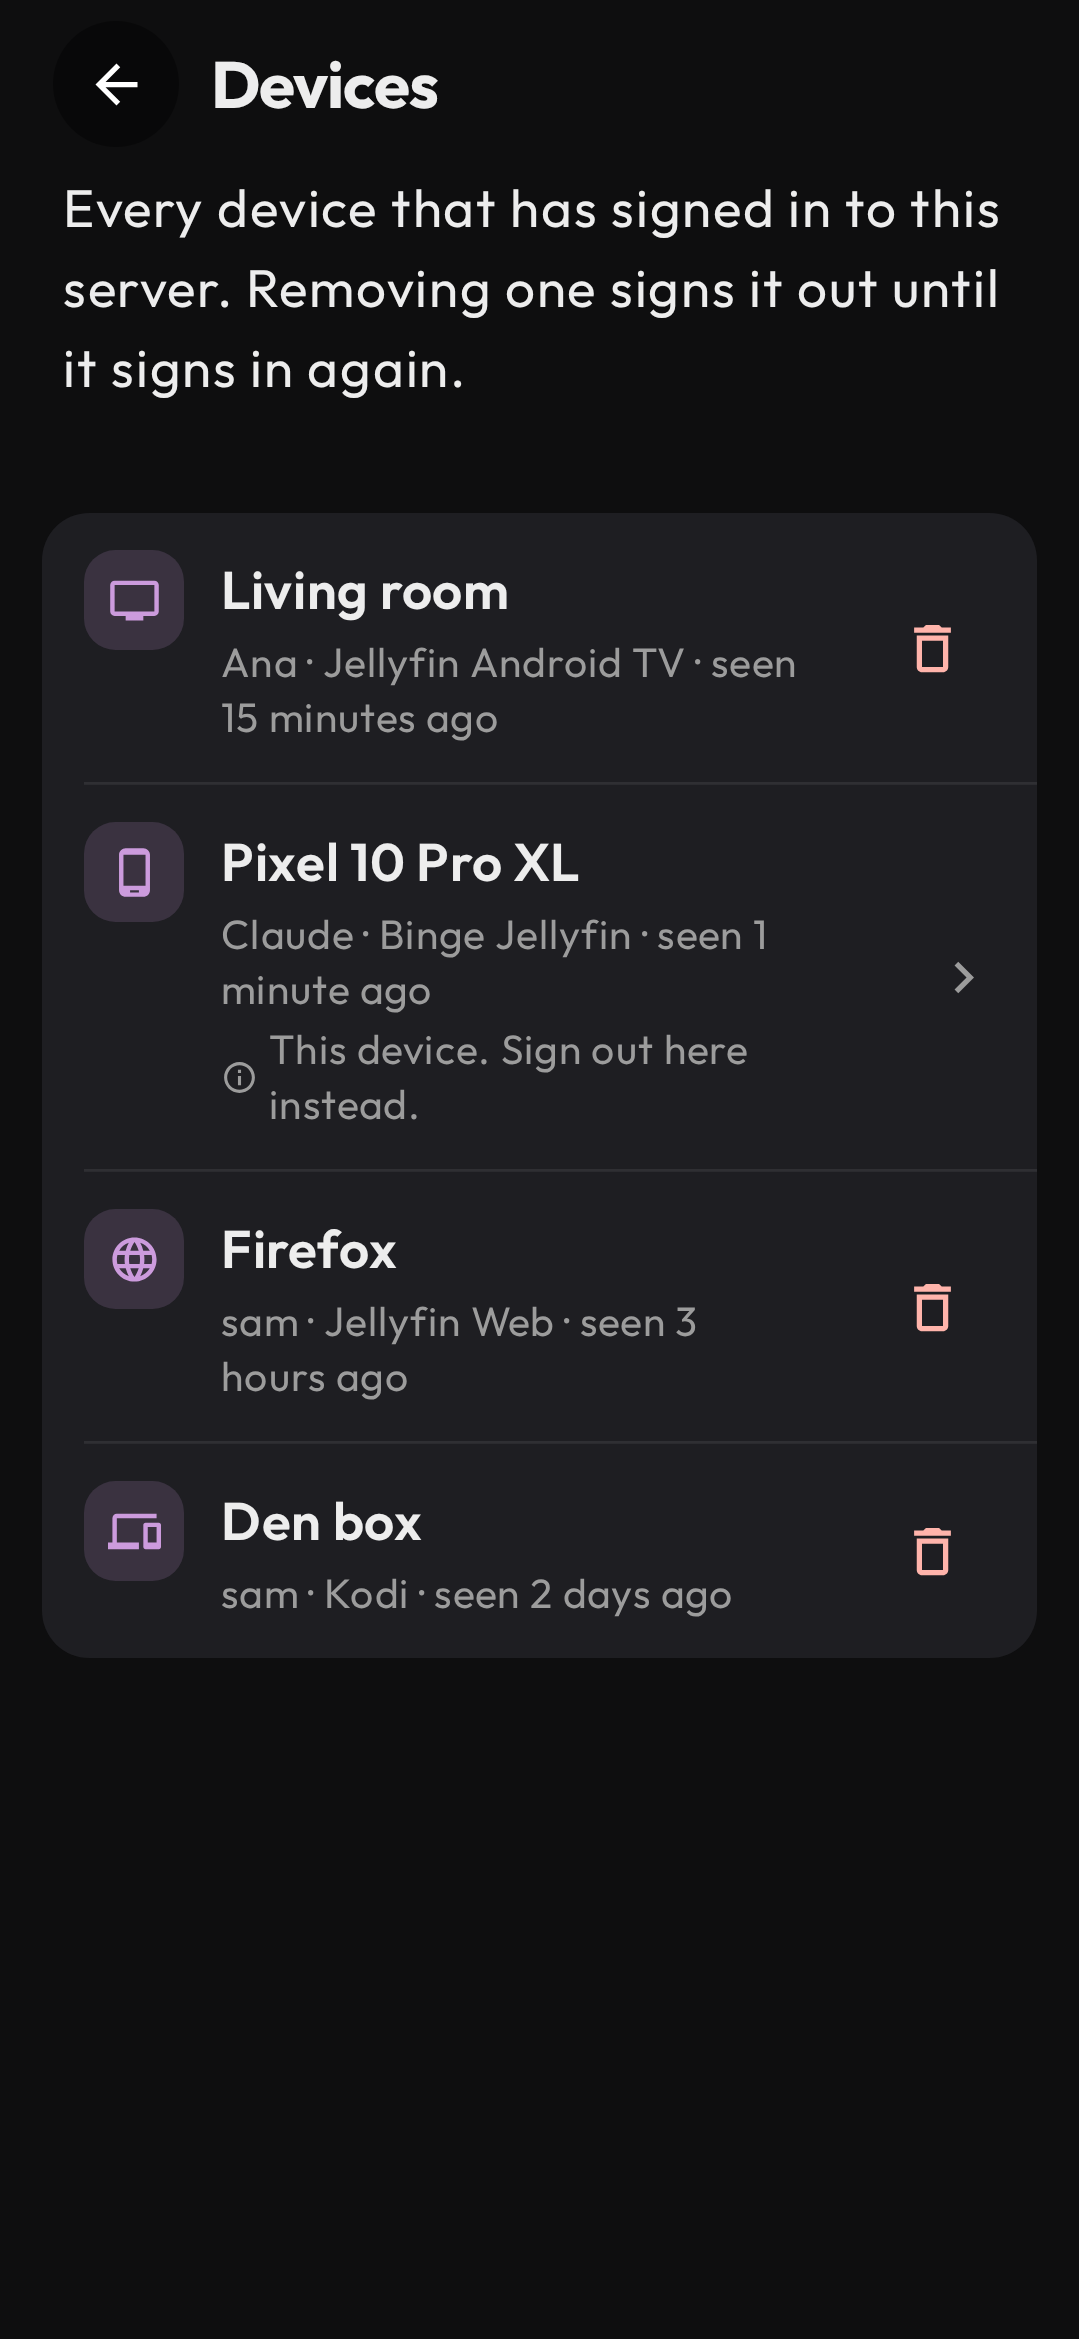 Devices
Every device that has signed in to this
server. Removing one signs it out until
it signs in again.
Living room
Ana · Jellyfin Android TV · seen
15 minutes ago
Pixel 10 Pro XL
Claude · Binge Jellyfin · seen 1
minute ago
This device. Sign out here
instead.
Firefox
sam · Jellyfin Web · seen 3
hours ago
Den box
sam · Kodi · seen 2 days ago